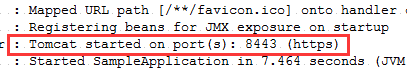 : Mapped URL path [/**/favicon.ico] onto handler
: Registering beans for JMX exposure on startup
: Tomcat started on port(s): 8443 (https)
: Started SampleApplication in 7.464 seconds (JVM